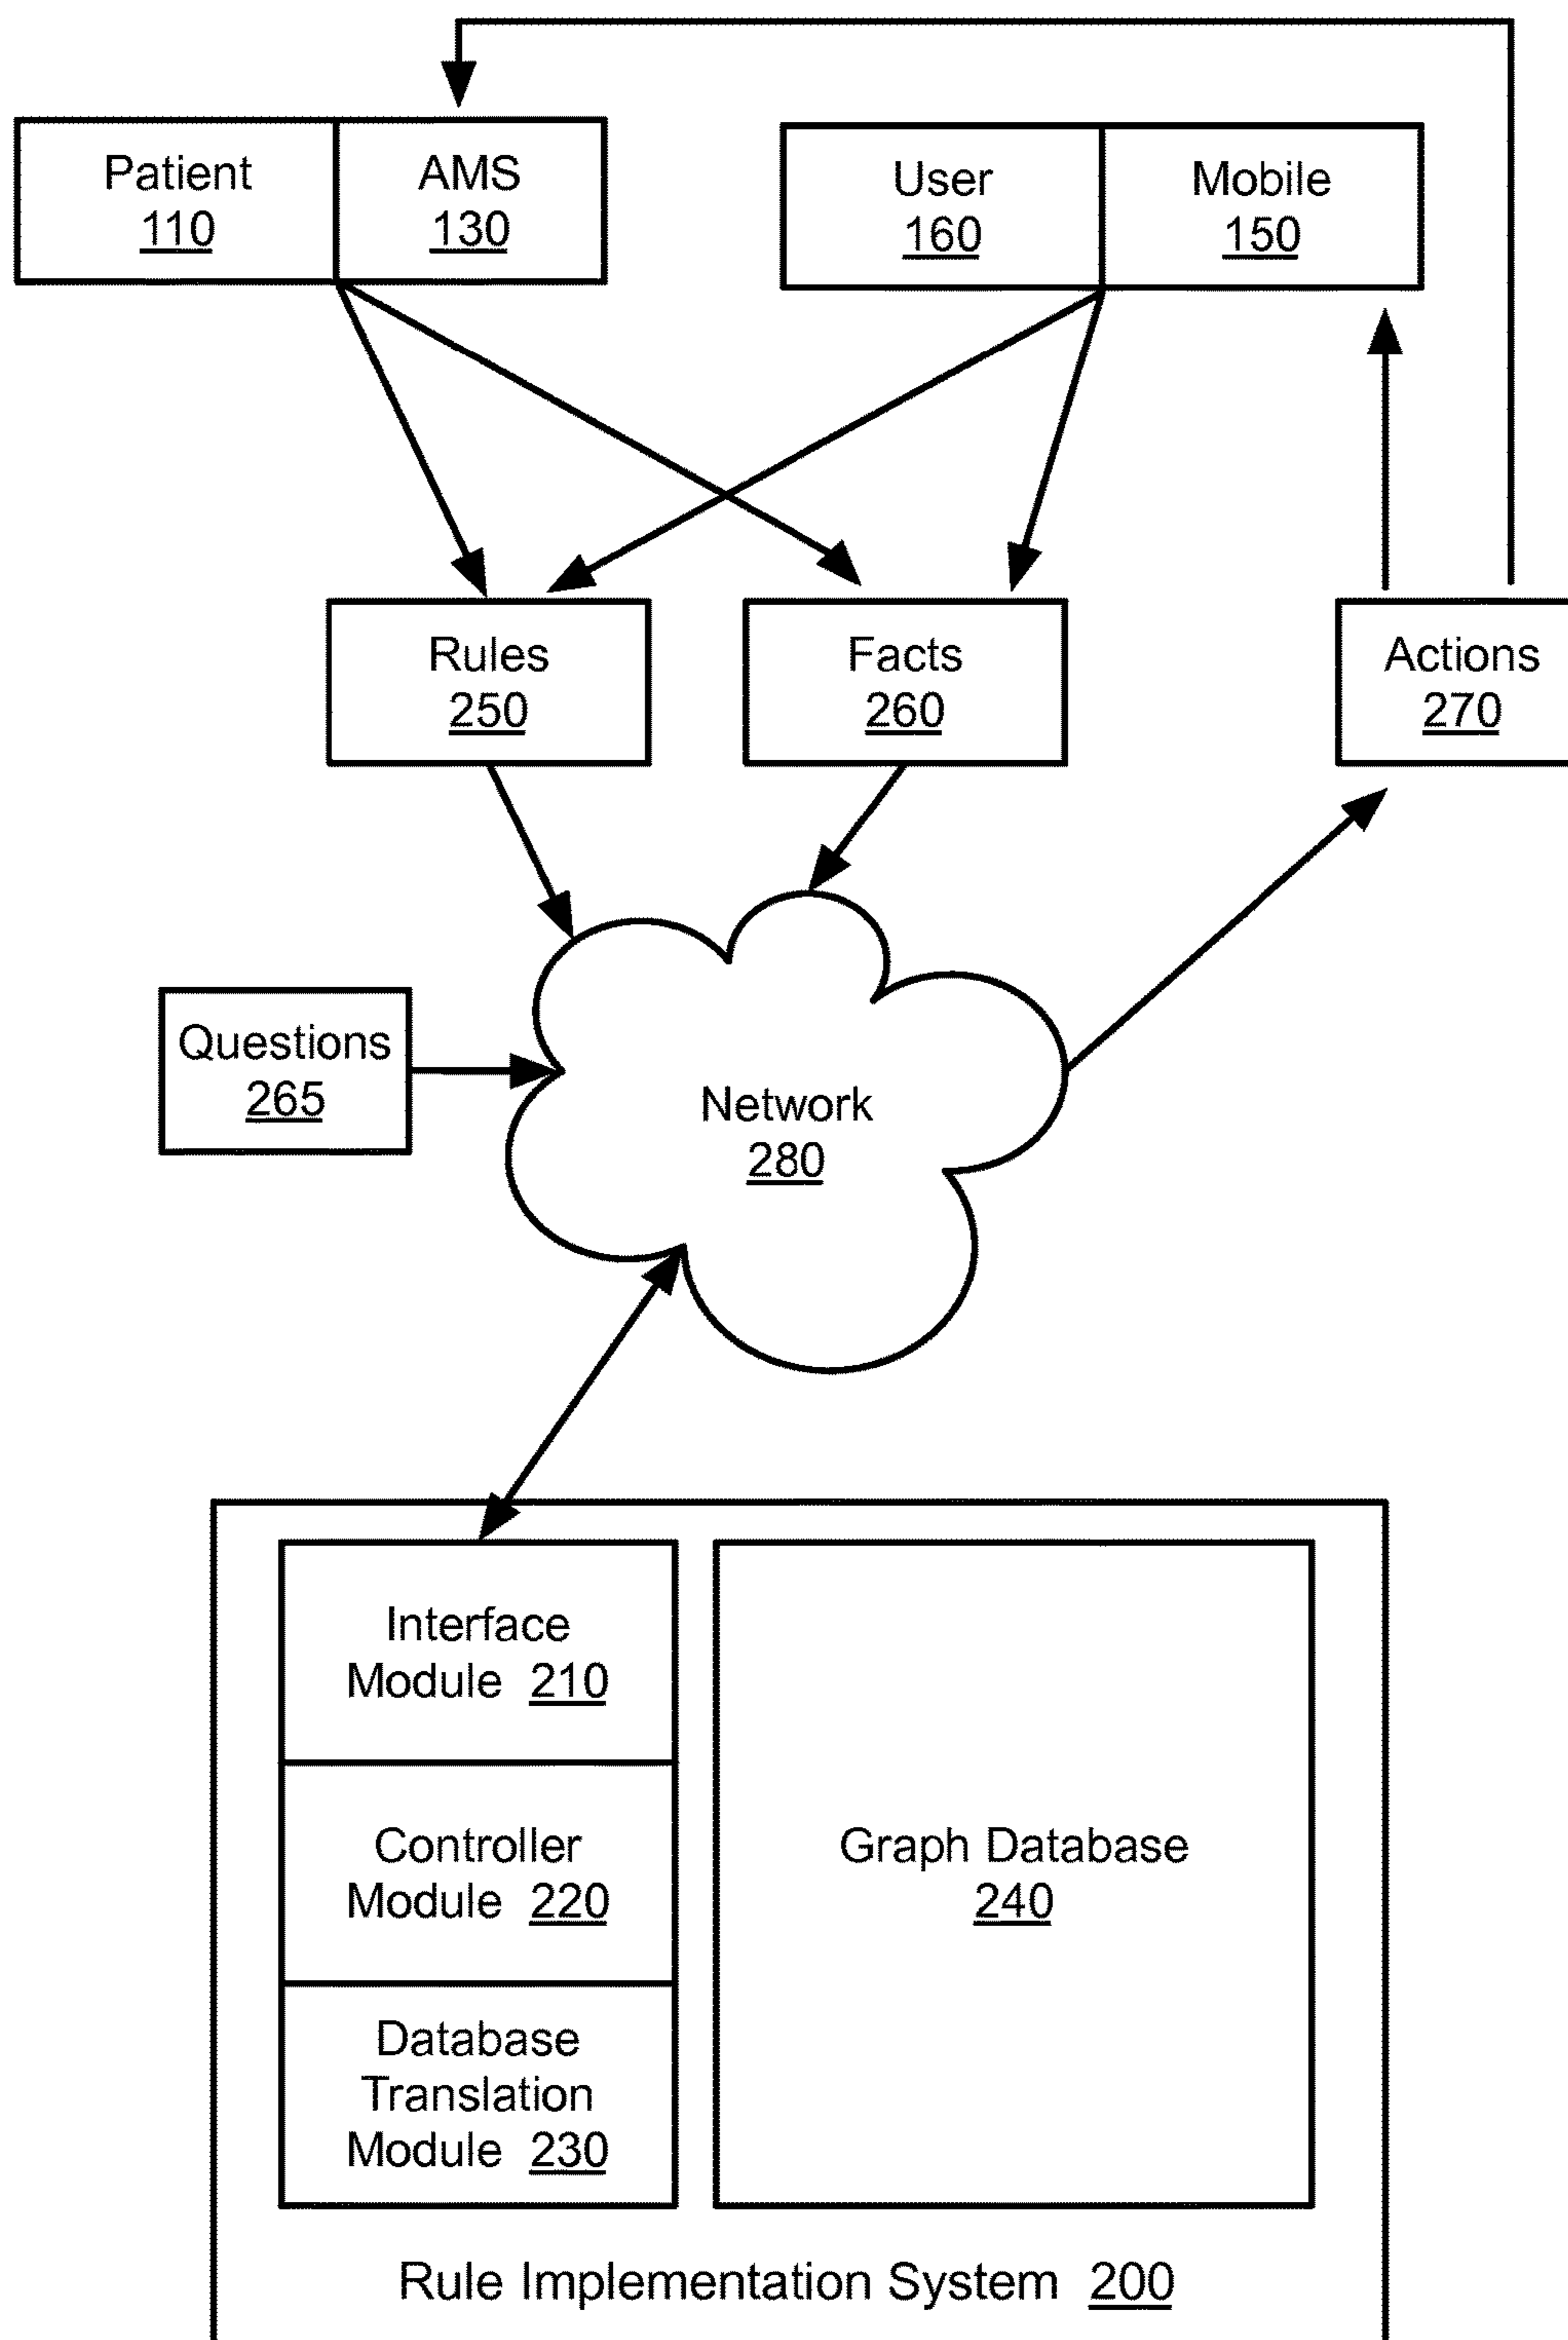 Patient
110
AMS
130
User
160
Mobile
150
Rules
250
Facts
260
Actions
270
Questions
265
Network
280
Interface
Module 210
Controller
Module 220
Database
Translation
Module 230
Graph Database
240
Rule Implementation System 200